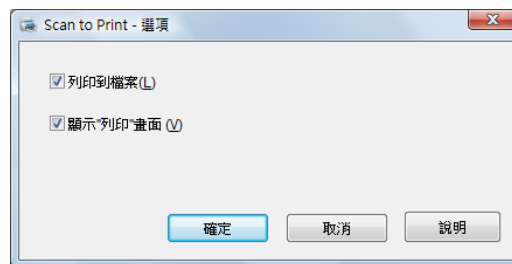 Scan to Print - 選項
列印到檔案(L)
顯示"列印"畫面 (V)
確定 取消 說明